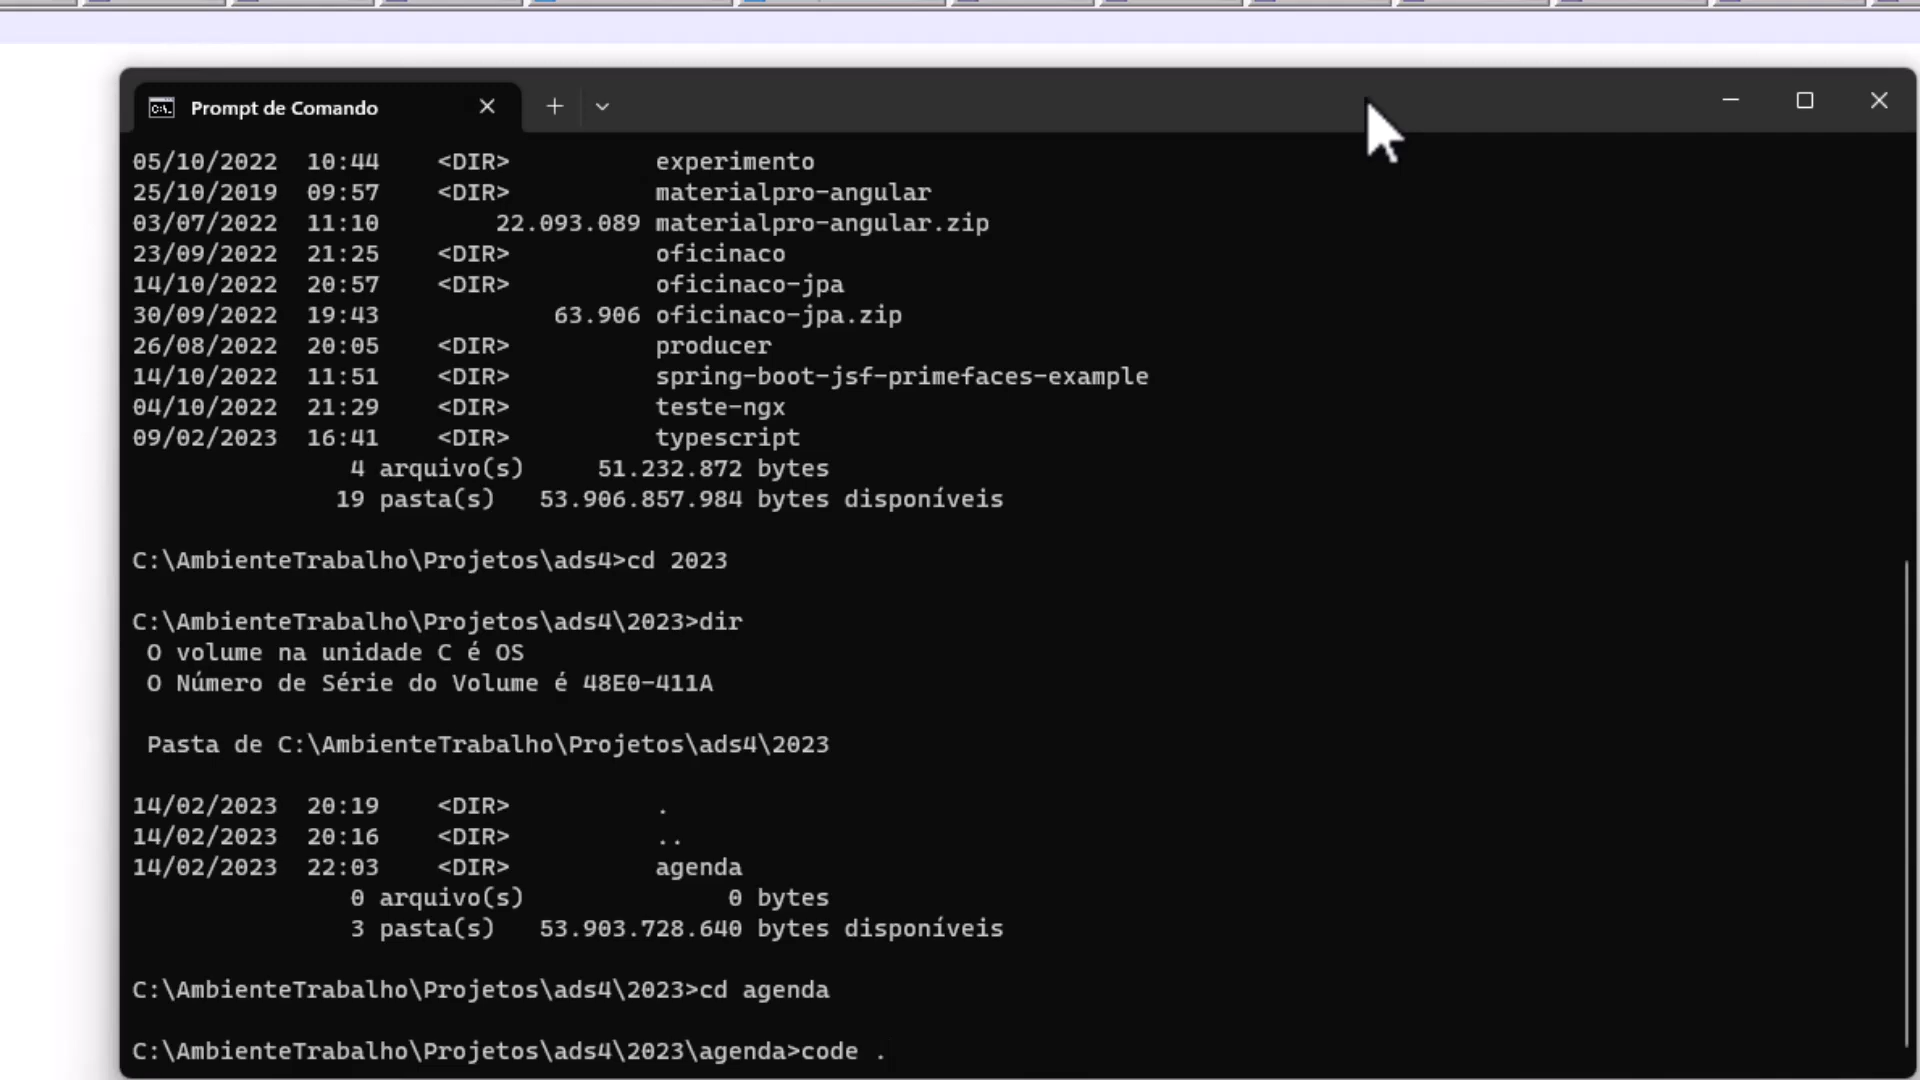 Prompt de Comando
05/10/2022  10:44    <DIR>          experimento
25/10/2019  09:57    <DIR>          materialpro-angular
03/07/2022  11:10        22.093.089 materialpro-angular.zip
23/09/2022  21:25    <DIR>          oficinaco
14/10/2022  20:57    <DIR>          oficinaco-jpa
30/09/2022  19:43            63.906 oficinaco-jpa.zip
26/08/2022  20:05    <DIR>          producer
14/10/2022  11:51    <DIR>          spring-boot-jsf-primefaces-example
04/10/2022  21:29    <DIR>          teste-ngx
09/02/2023  16:41    <DIR>          typescript
               4 arquivo(s)     51.232.872 bytes
              19 pasta(s)   53.906.857.984 bytes disponíveis
C:\AmbienteTrabalho\Projetos\ads4>cd 2023
C:\AmbienteTrabalho\Projetos\ads4\2023>dir
 O volume na unidade C é OS
 O Número de Série do Volume é 48E0-411A
 Pasta de C:\AmbienteTrabalho\Projetos\ads4\2023
14/02/2023  20:19    <DIR>          .
14/02/2023  20:16    <DIR>          ..
14/02/2023  22:03    <DIR>          agenda
               0 arquivo(s)              0 bytes
               3 pasta(s)   53.903.728.640 bytes disponíveis
C:\AmbienteTrabalho\Projetos\ads4\2023>cd agenda
C:\AmbienteTrabalho\Projetos\ads4\2023\agenda>code .